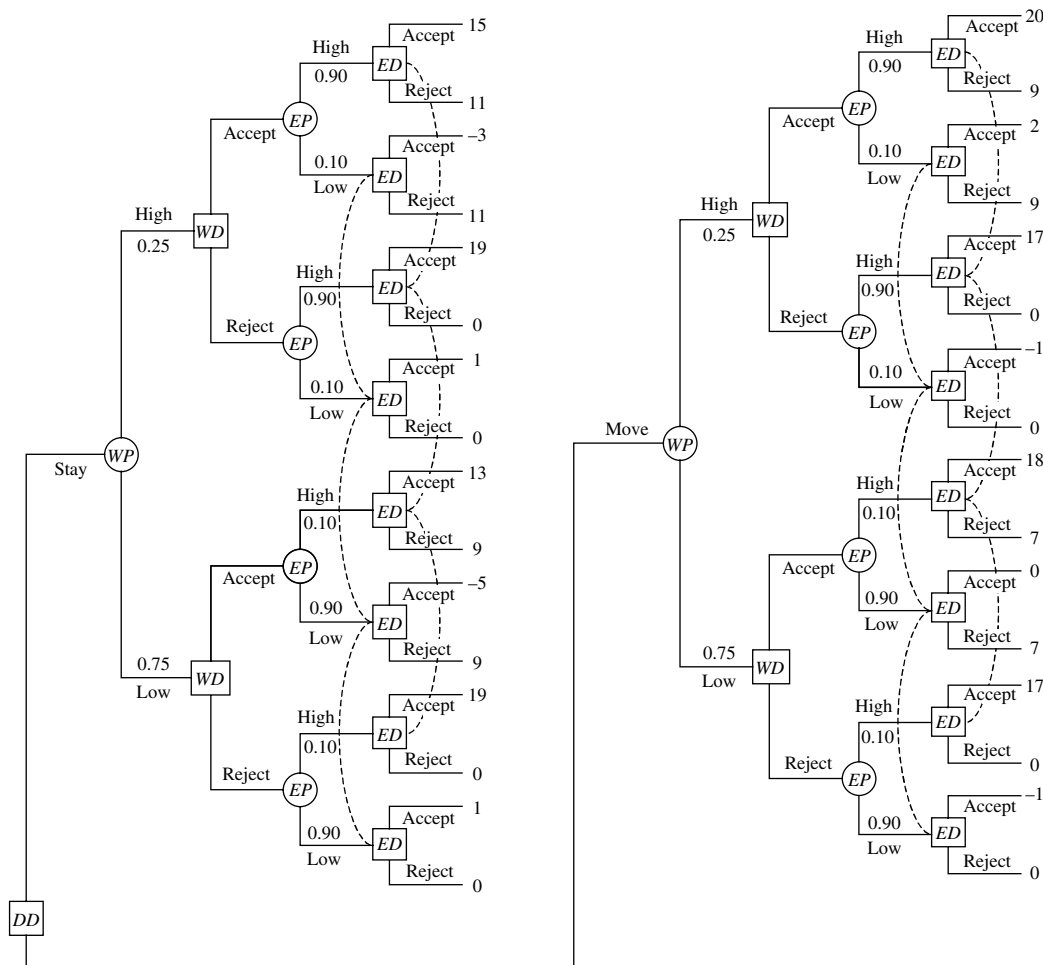 15
Accept
High
0.90
ED
Reject
11
EP
Accept
–3
Accept
0.10
Low
ED
Reject
11
High
0.25
WD
19
Accept
High
0.90
ED
Reject
0
Reject
EP
1
Accept
0.10
Low
ED
Reject
0
Stay
WP
13
Accept
High
0.10
ED
Reject
9
Accept
EP
–5
Accept
0.90
Low
ED
Reject
9
0.75
Low
WD
19
Accept
High
0.10
ED
Reject
0
Reject
EP
1
Accept
0.90
Low
ED
Reject
0
DD
20
Accept
High
0.90
ED
Reject
9
EP
Accept
2
Accept
0.10
Low
ED
Reject
9
High
0.25
WD
17
Accept
High
0.90
ED
Reject
0
Reject
EP
–1
Accept
0.10
Low
ED
Reject
0
Move
WP
18
Accept
High
0.10
ED
Reject
7
Accept
EP
0
Accept
0.90
Low
ED
Reject
7
0.75
Low
WD
17
Accept
High
0.10
ED
Reject
0
Reject
EP
–1
Accept
0.90
Low
ED
Reject
0